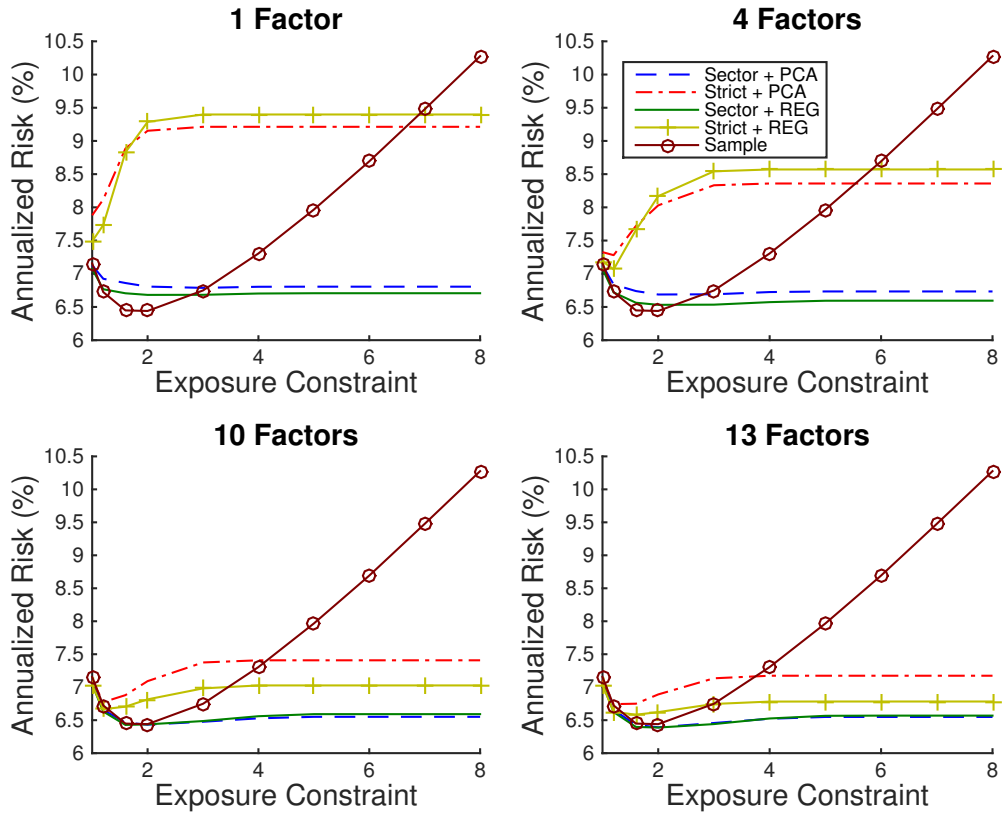 1 Factor
10.5
10
9.5
9
8.5
8
7.5
7
6.5
6
Annualized Risk (%)
2 4 6 8
Exposure Constraint
4 Factors
10.5
10
9.5
9
8.5
8
7.5
7
6.5
6
Annualized Risk (%)
Sector + PCA
Strict + PCA
Sector + REG
Strict + REG
Sample
2 4 6 8
Exposure Constraint
10 Factors
10.5
10
9.5
9
8.5
8
7.5
7
6.5
6
Annualized Risk (%)
2 4 6 8
Exposure Constraint
13 Factors
10.5
10
9.5
9
8.5
8
7.5
7
6.5
6
Annualized Risk (%)
2 4 6 8
Exposure Constraint